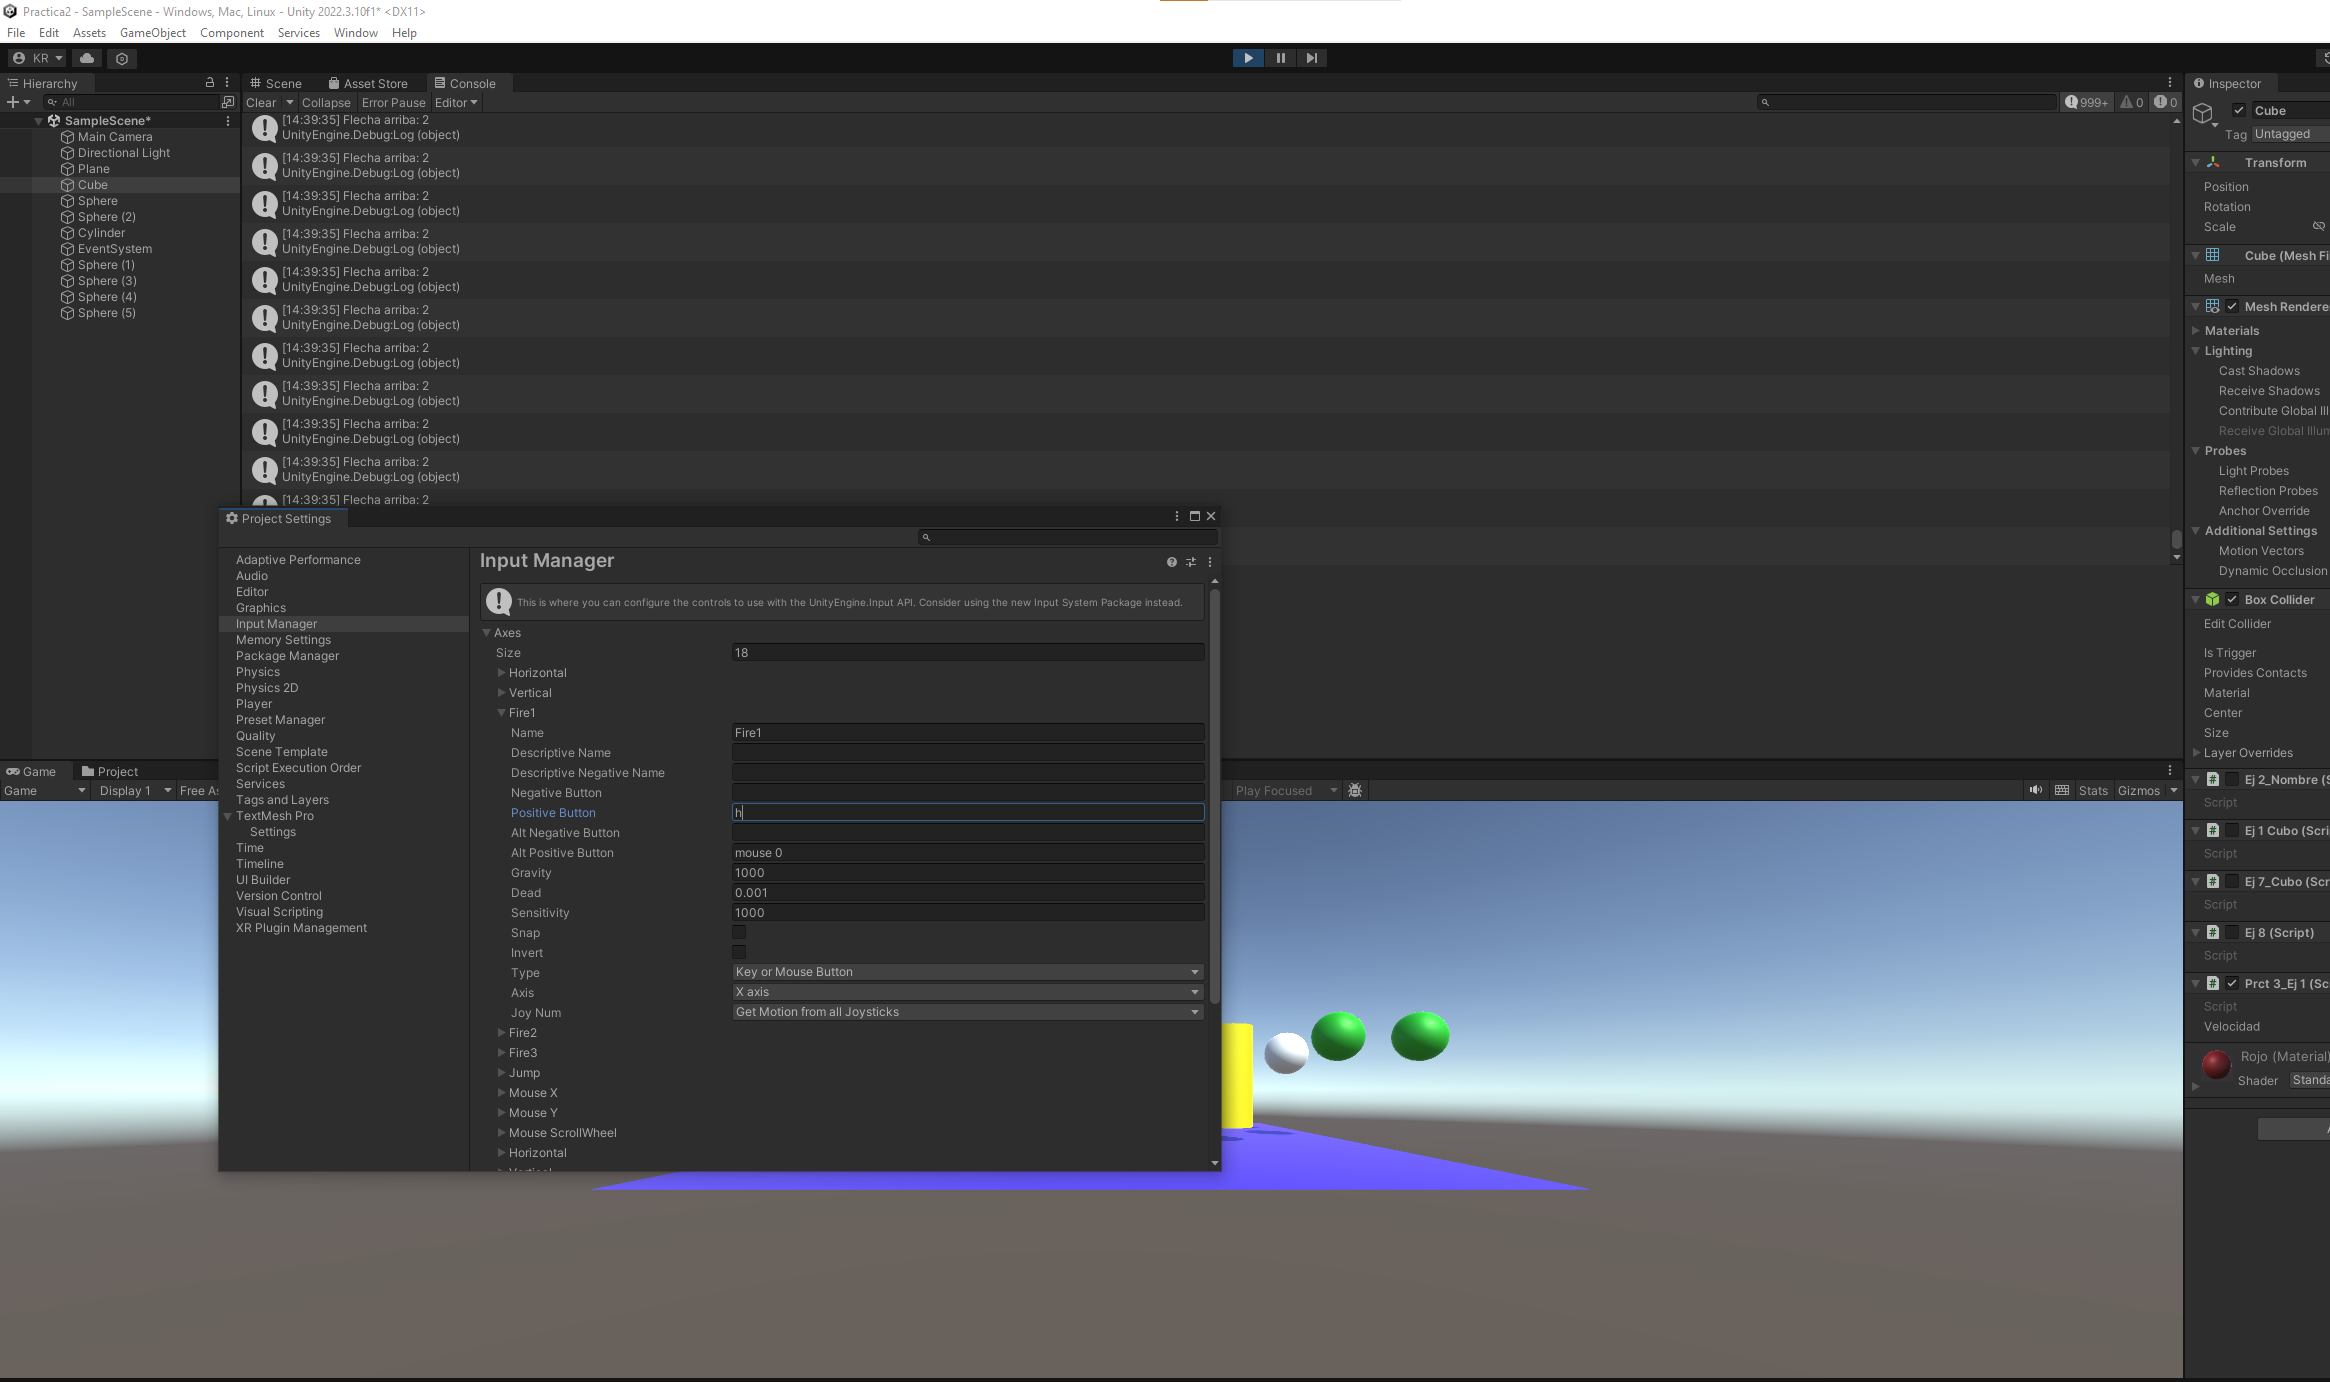 Practica2 - SampleScene - Windows, Mac, Linux - Unity 2022.3.10f1* <DX11>
File Edit Assets GameObject Component Services Window Help
KR
Hierarchy
All
SampleScene*
Main Camera
Directional Light
Plane
Cube
Sphere
Sphere (2)
Cylinder
EventSystem
Sphere (1)
Sphere (3)
Sphere (4)
Sphere (5)
Scene Asset Store Console
Clear Collapse Error Pause Editor
999+ 0 0
[14:39:35] Flecha arriba: 2
UnityEngine.Debug:Log (object)
[14:39:35] Flecha arriba: 2
UnityEngine.Debug:Log (object)
[14:39:35] Flecha arriba: 2
UnityEngine.Debug:Log (object)
[14:39:35] Flecha arriba: 2
UnityEngine.Debug:Log (object)
[14:39:35] Flecha arriba: 2
UnityEngine.Debug:Log (object)
[14:39:35] Flecha arriba: 2
UnityEngine.Debug:Log (object)
[14:39:35] Flecha arriba: 2
UnityEngine.Debug:Log (object)
[14:39:35] Flecha arriba: 2
UnityEngine.Debug:Log (object)
[14:39:35] Flecha arriba: 2
UnityEngine.Debug:Log (object)
[14:39:35] Flecha arriba: 2
UnityEngine.Debug:Log (object)
[14:39:35] Flecha arriba: 2
Project Settings
Adaptive Performance
Audio
Editor
Graphics
Input Manager
Memory Settings
Package Manager
Physics
Physics 2D
Player
Preset Manager
Quality
Scene Template
Script Execution Order
Services
Tags and Layers
TextMesh Pro
Settings
Time
Timeline
UI Builder
Version Control
Visual Scripting
XR Plugin Management
Input Manager
This is where you can configure the controls to use with the UnityEngine.Input API. Consider using the new Input System Package instead.
Axes
Size 18
Horizontal
Vertical
Fire1
Name Fire1
Descriptive Name
Descriptive Negative Name
Negative Button
Positive Button h
Alt Negative Button
Alt Positive Button mouse 0
Gravity 1000
Dead 0.001
Sensitivity 1000
Snap
Invert
Type Key or Mouse Button
Axis X axis
Joy Num Get Motion from all Joysticks
Fire2
Fire3
Jump
Mouse X
Mouse Y
Mouse ScrollWheel
Horizontal
Game Project
Game Display 1 Free As
Play Focused Stats Gizmos
Inspector
Cube
Tag Untagged
Transform
Position
Rotation
Scale
Cube (Mesh Fi
Mesh
Mesh Rendere
Materials
Lighting
Cast Shadows
Receive Shadows
Contribute Global Ill
Receive Global Illum
Probes
Light Probes
Reflection Probes
Anchor Override
Additional Settings
Motion Vectors
Dynamic Occlusion
Box Collider
Edit Collider
Is Trigger
Provides Contacts
Material
Center
Size
Layer Overrides
Ej 2_Nombre (S
Script
Ej 1 Cubo (Scri
Script
Ej 7_Cubo (Scr
Script
Ej 8 (Script)
Script
Prct 3_Ej 1 (Sc
Script
Velocidad
Rojo (Material)
Shader Standa